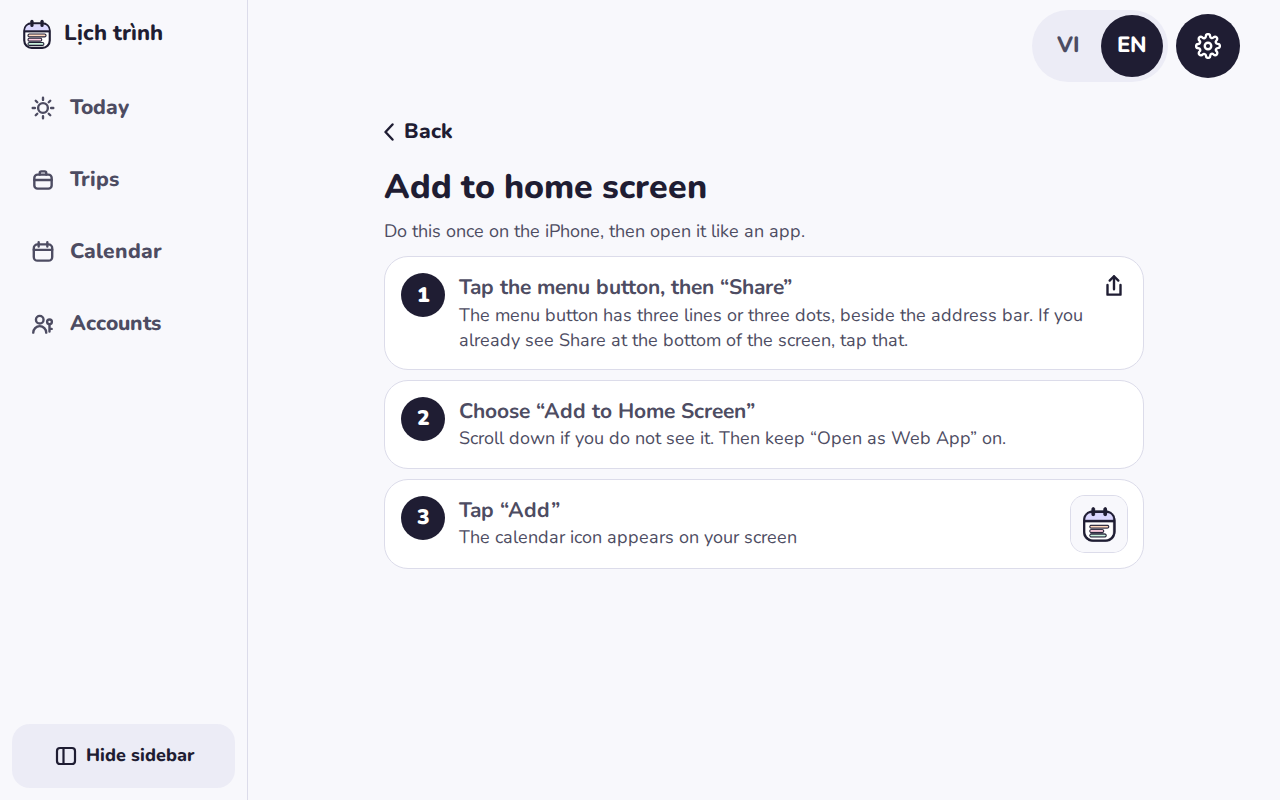 Lịch trình
VI
EN
Today
Trips
Calendar
Accounts
Back
Add to home screen
Do this once on the iPhone, then open it like an app.
1
Tap the menu button, then “Share”
The menu button has three lines or three dots, beside the address bar. If you
already see Share at the bottom of the screen, tap that.
2
Choose “Add to Home Screen”
Scroll down if you do not see it. Then keep “Open as Web App” on.
3
Tap “Add”
The calendar icon appears on your screen
Hide sidebar